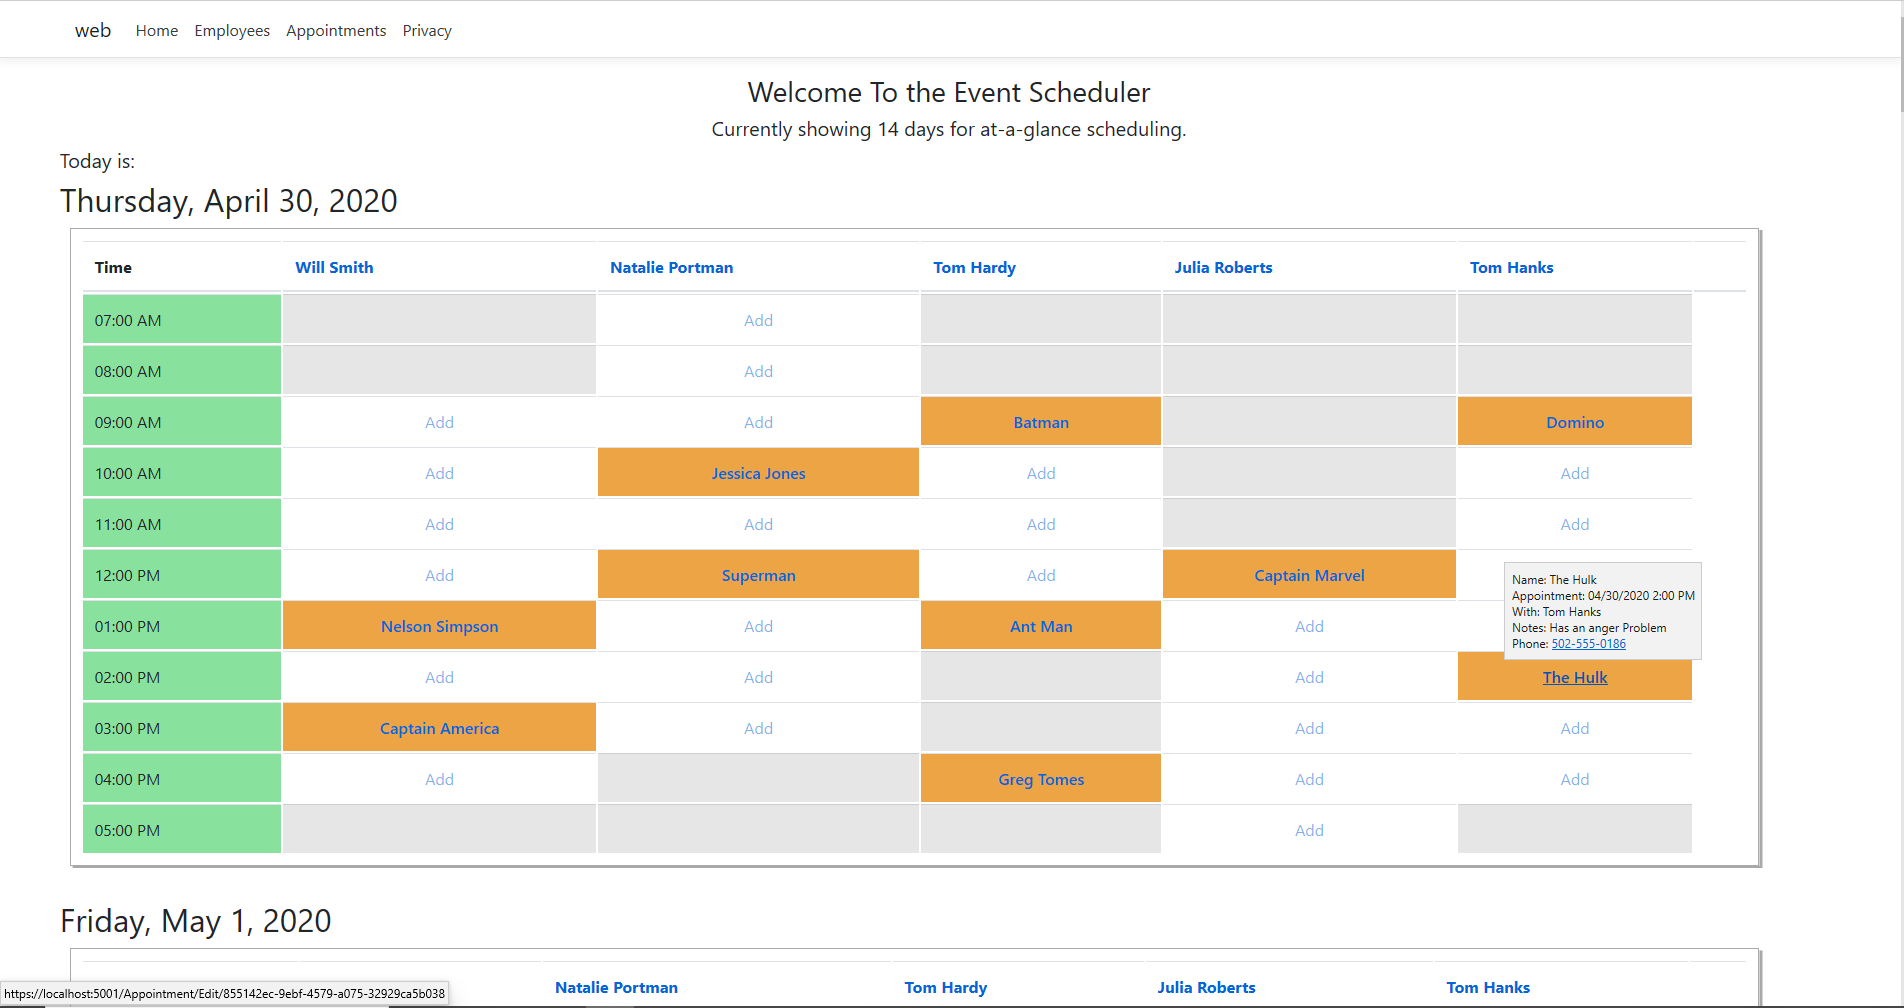 web Home Employees Appointments Privacy
Welcome To the Event Scheduler
Currently showing 14 days for at-a-glance scheduling.
Today is:
Thursday, April 30, 2020
Time Will Smith Natalie Portman Tom Hardy Julia Roberts Tom Hanks
07:00 AM Add
08:00 AM Add
09:00 AM Add Add Batman Domino
10:00 AM Add Jessica Jones Add Add
11:00 AM Add Add Add Add
12:00 PM Add Superman Add Captain Marvel
Name: The Hulk
Appointment: 04/30/2020 2:00 PM
With: Tom Hanks
Notes: Has an anger Problem
Phone: 502-555-0186
01:00 PM Nelson Simpson Add Ant Man Add
02:00 PM Add Add Add The Hulk
03:00 PM Captain America Add Add Add
04:00 PM Add Greg Tomes Add Add
05:00 PM Add
Friday, May 1, 2020
Natalie Portman Tom Hardy Julia Roberts Tom Hanks
https://localhost:5001/Appointment/Edit/855142ec-9ebf-4579-a075-32929ca5b038